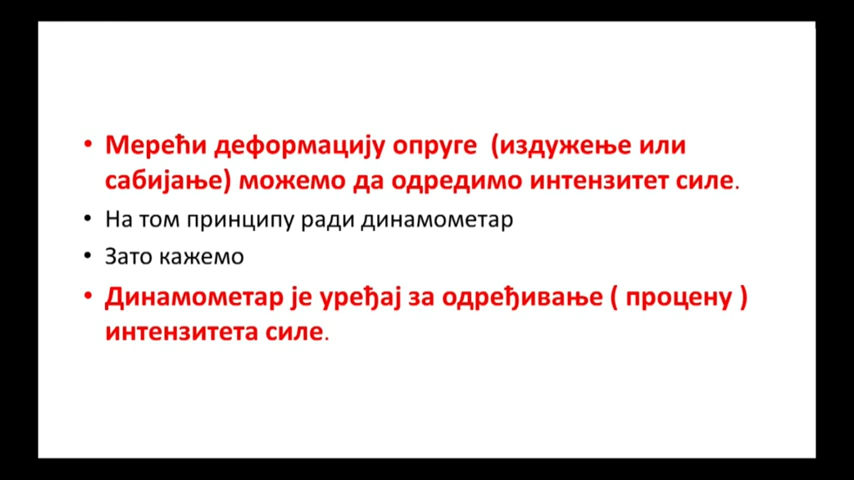 • Мерећи деформацију опруге (издужење или
сабијање) можемо да одредимо интензитет силе.
• На том принципу ради динамометар
• Зато кажемо
• Динамометар је уређај за одређивање ( процену )
интензитета силе.